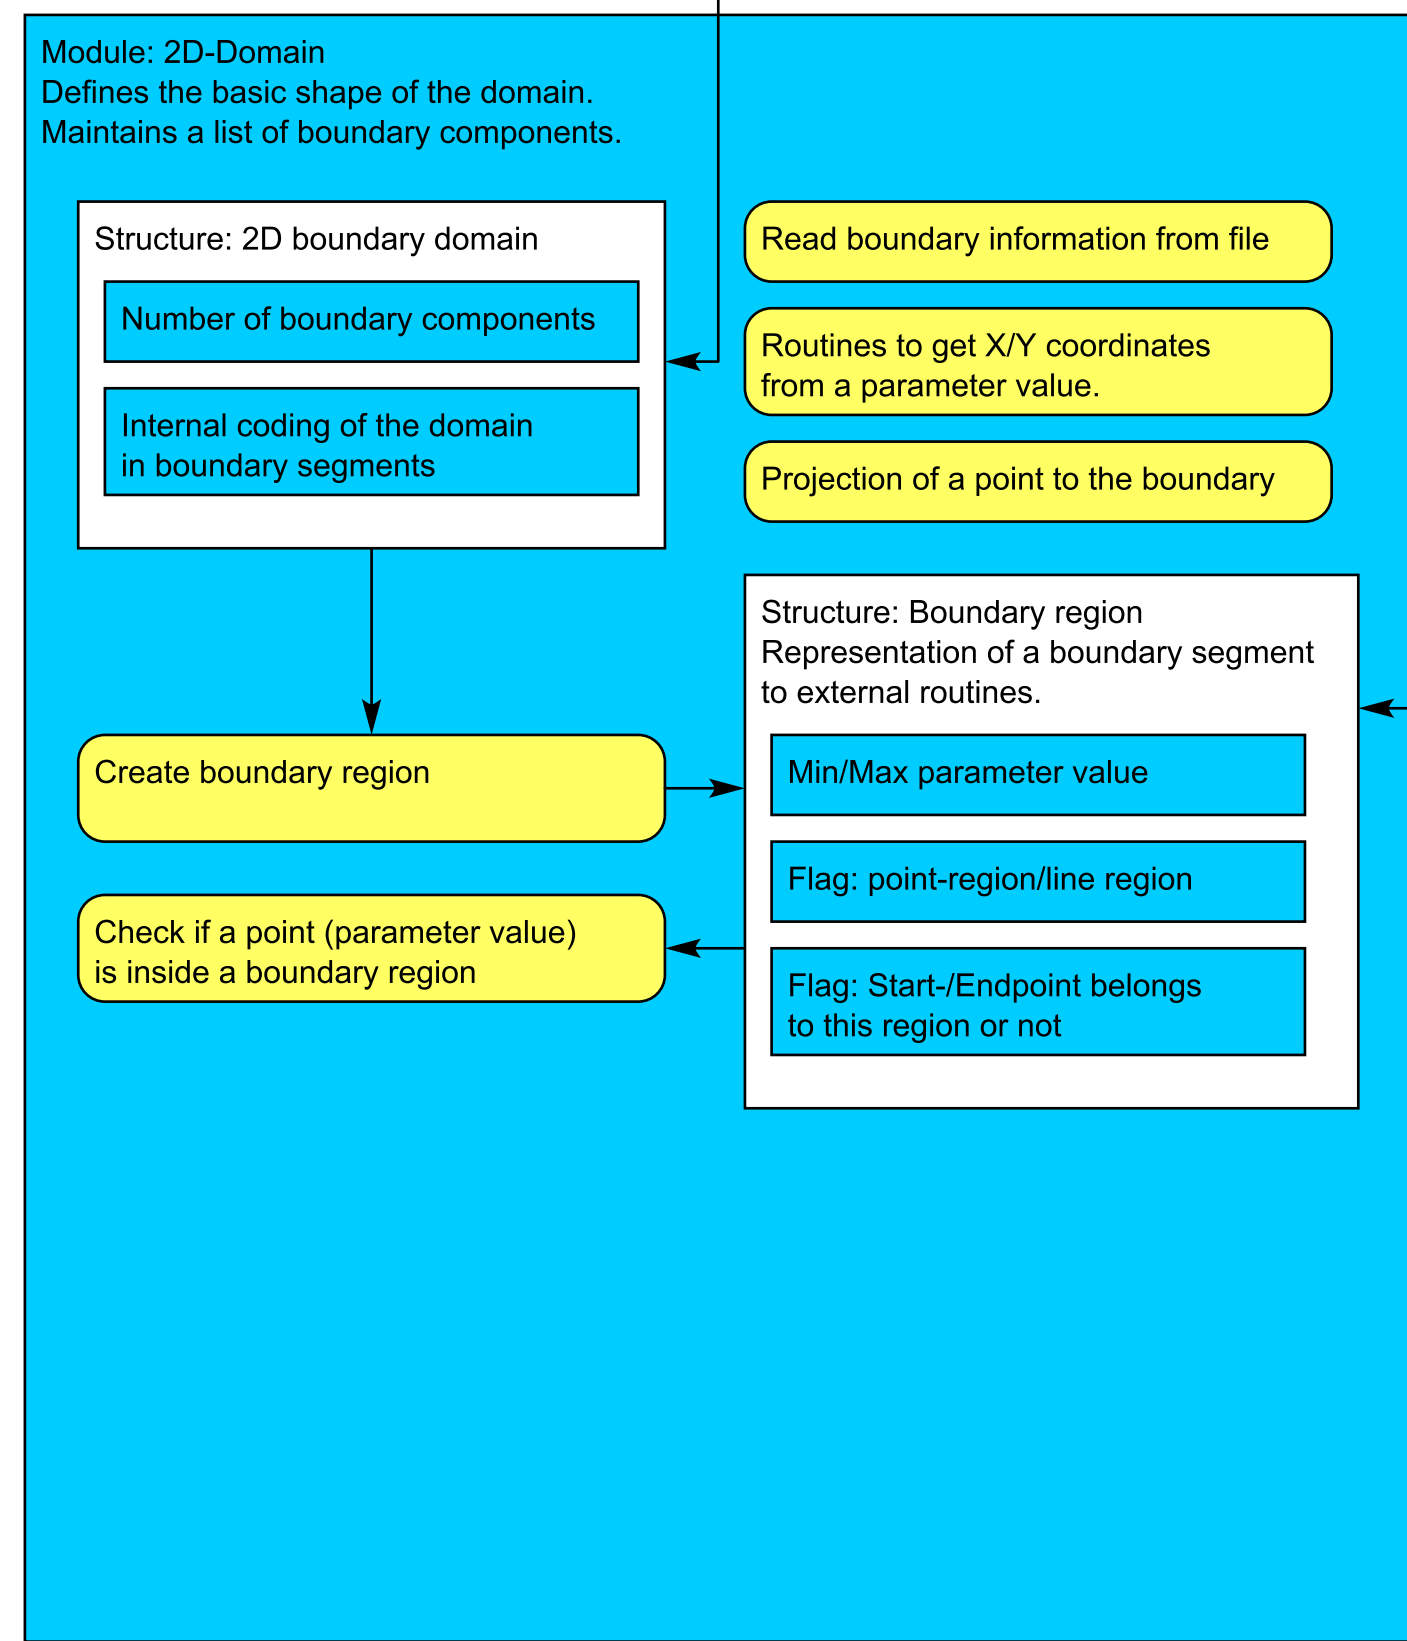 Module: 2D-Domain
Defines the basic shape of the domain.
Maintains a list of boundary components.
Structure: 2D boundary domain
Number of boundary components
Internal coding of the domain
in boundary segments
Read boundary information from file
Routines to get X/Y coordinates
from a parameter value.
Projection of a point to the boundary
Structure: Boundary region
Representation of a boundary segment
to external routines.
Min/Max parameter value
Flag: point-region/line region
Flag: Start-/Endpoint belongs
to this region or not
Create boundary region
Check if a point (parameter value)
is inside a boundary region